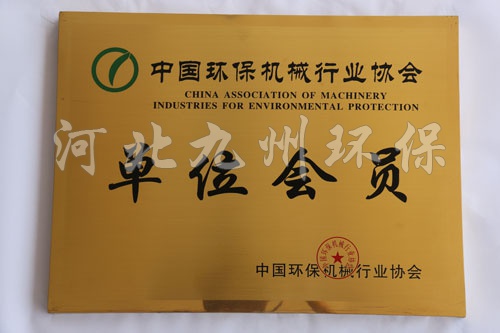 中国环保机械行业协会
CHINA ASSOCIATION OF MACHINERY
INDUSTRIES FOR ENVIRONMENTAL PROTECTION
河北九州环保
单位会员
中国环保机械行业协会